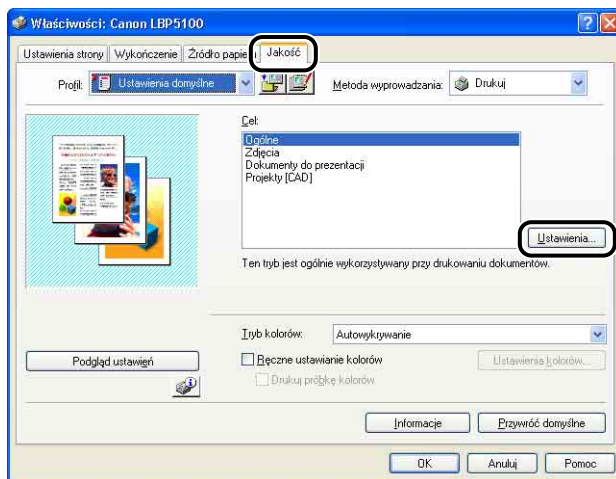 Właściwości: Canon LBP5100
Ustawienia strony Wykończenie Źródło papieru Jakość
Profil: Ustawienia domyślne Metoda wyprowadzania: Drukuj
Cel:
Ogólne
Zdjęcia
Dokumenty do prezentacji
Projekty [CAD]
Ustawienia...
Ten tryb jest ogólnie wykorzystywany przy drukowaniu dokumentów.
Tryb kolorów: Autowykrywanie
Podgląd ustawień Ręczne ustawianie kolorów Ustawienia kolorów...
Drukuj próbkę kolorów
Informacje Przywróć domyślne
OK Anuluj Pomoc